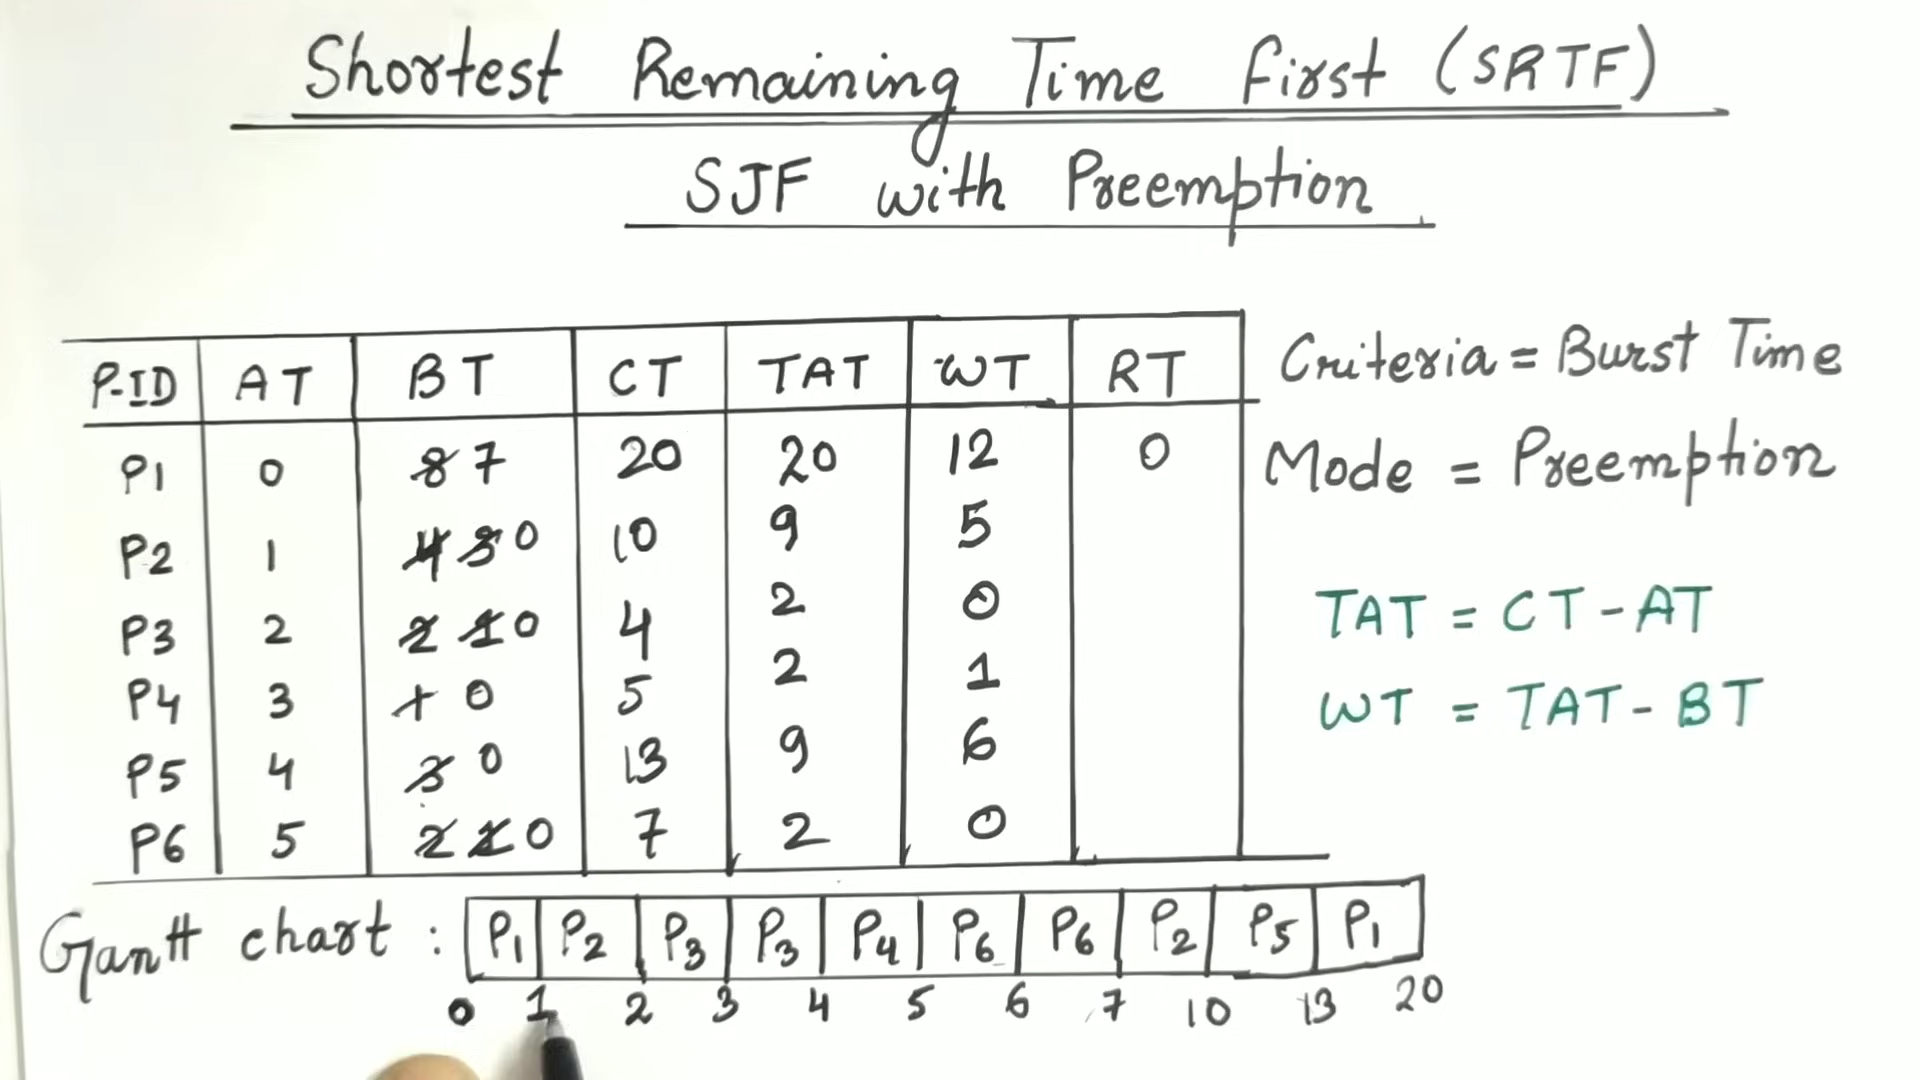 Shortest Remaining Time First (SRTF)
SJF with Preemption
P-ID AT BT CT TAT WT RT
P1 0 8 7 20 20 12 0
P2 1 4 3 0 10 9 5
P3 2 2 1 0 4 2 0
P4 3 1 0 5 2 1
P5 4 3 0 13 9 6
P6 5 2 1 0 7 2 0
Criteria = Burst Time
Mode = Preemption
TAT = CT - AT
WT = TAT - BT
Gantt chart : P1 P2 P3 P3 P4 P6 P6 P2 P5 P1
0 1 2 3 4 5 6 7 10 13 20